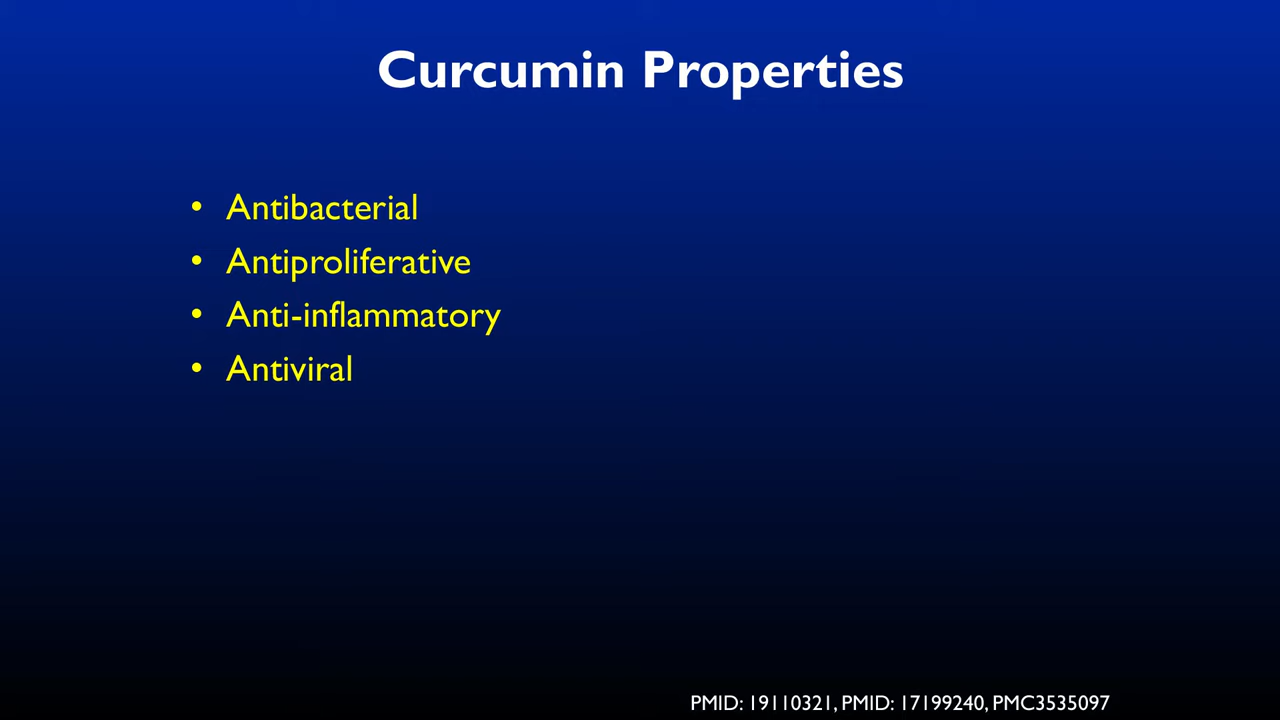 Curcumin Properties
• Antibacterial
• Antiproliferative
• Anti-inflammatory
• Antiviral
PMID: 19110321, PMID: 17199240, PMC3535097